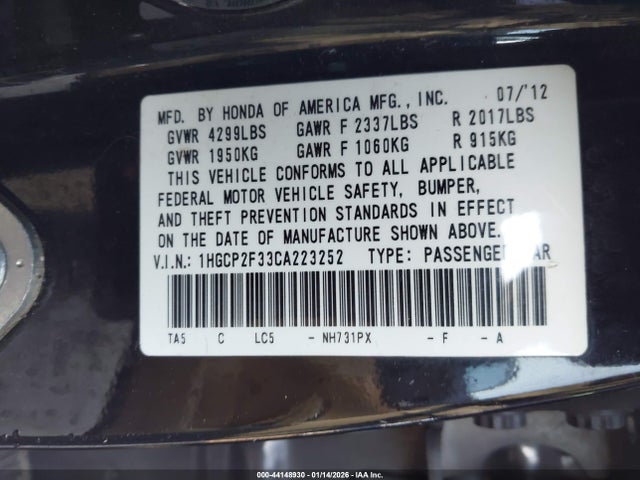 MFD. BY HONDA OF AMERICA MFG., INC. 07/'12
GVWR 4299LBS GAWR F 2337LBS R 2017LBS
GVWR 1950KG GAWR F 1060KG R 915KG
THIS VEHICLE CONFORMS TO ALL APPLICABLE
FEDERAL MOTOR VEHICLE SAFETY, BUMPER,
AND THEFT PREVENTION STANDARDS IN EFFECT
ON THE DATE OF MANUFACTURE SHOWN ABOVE.
V.I.N.: 1HGCP2F33CA223252 TYPE: PASSENGER CAR
TA5 C LC5 - NH731PX - F - A
000-44148930 - 01/14/2026 - IAA Inc.